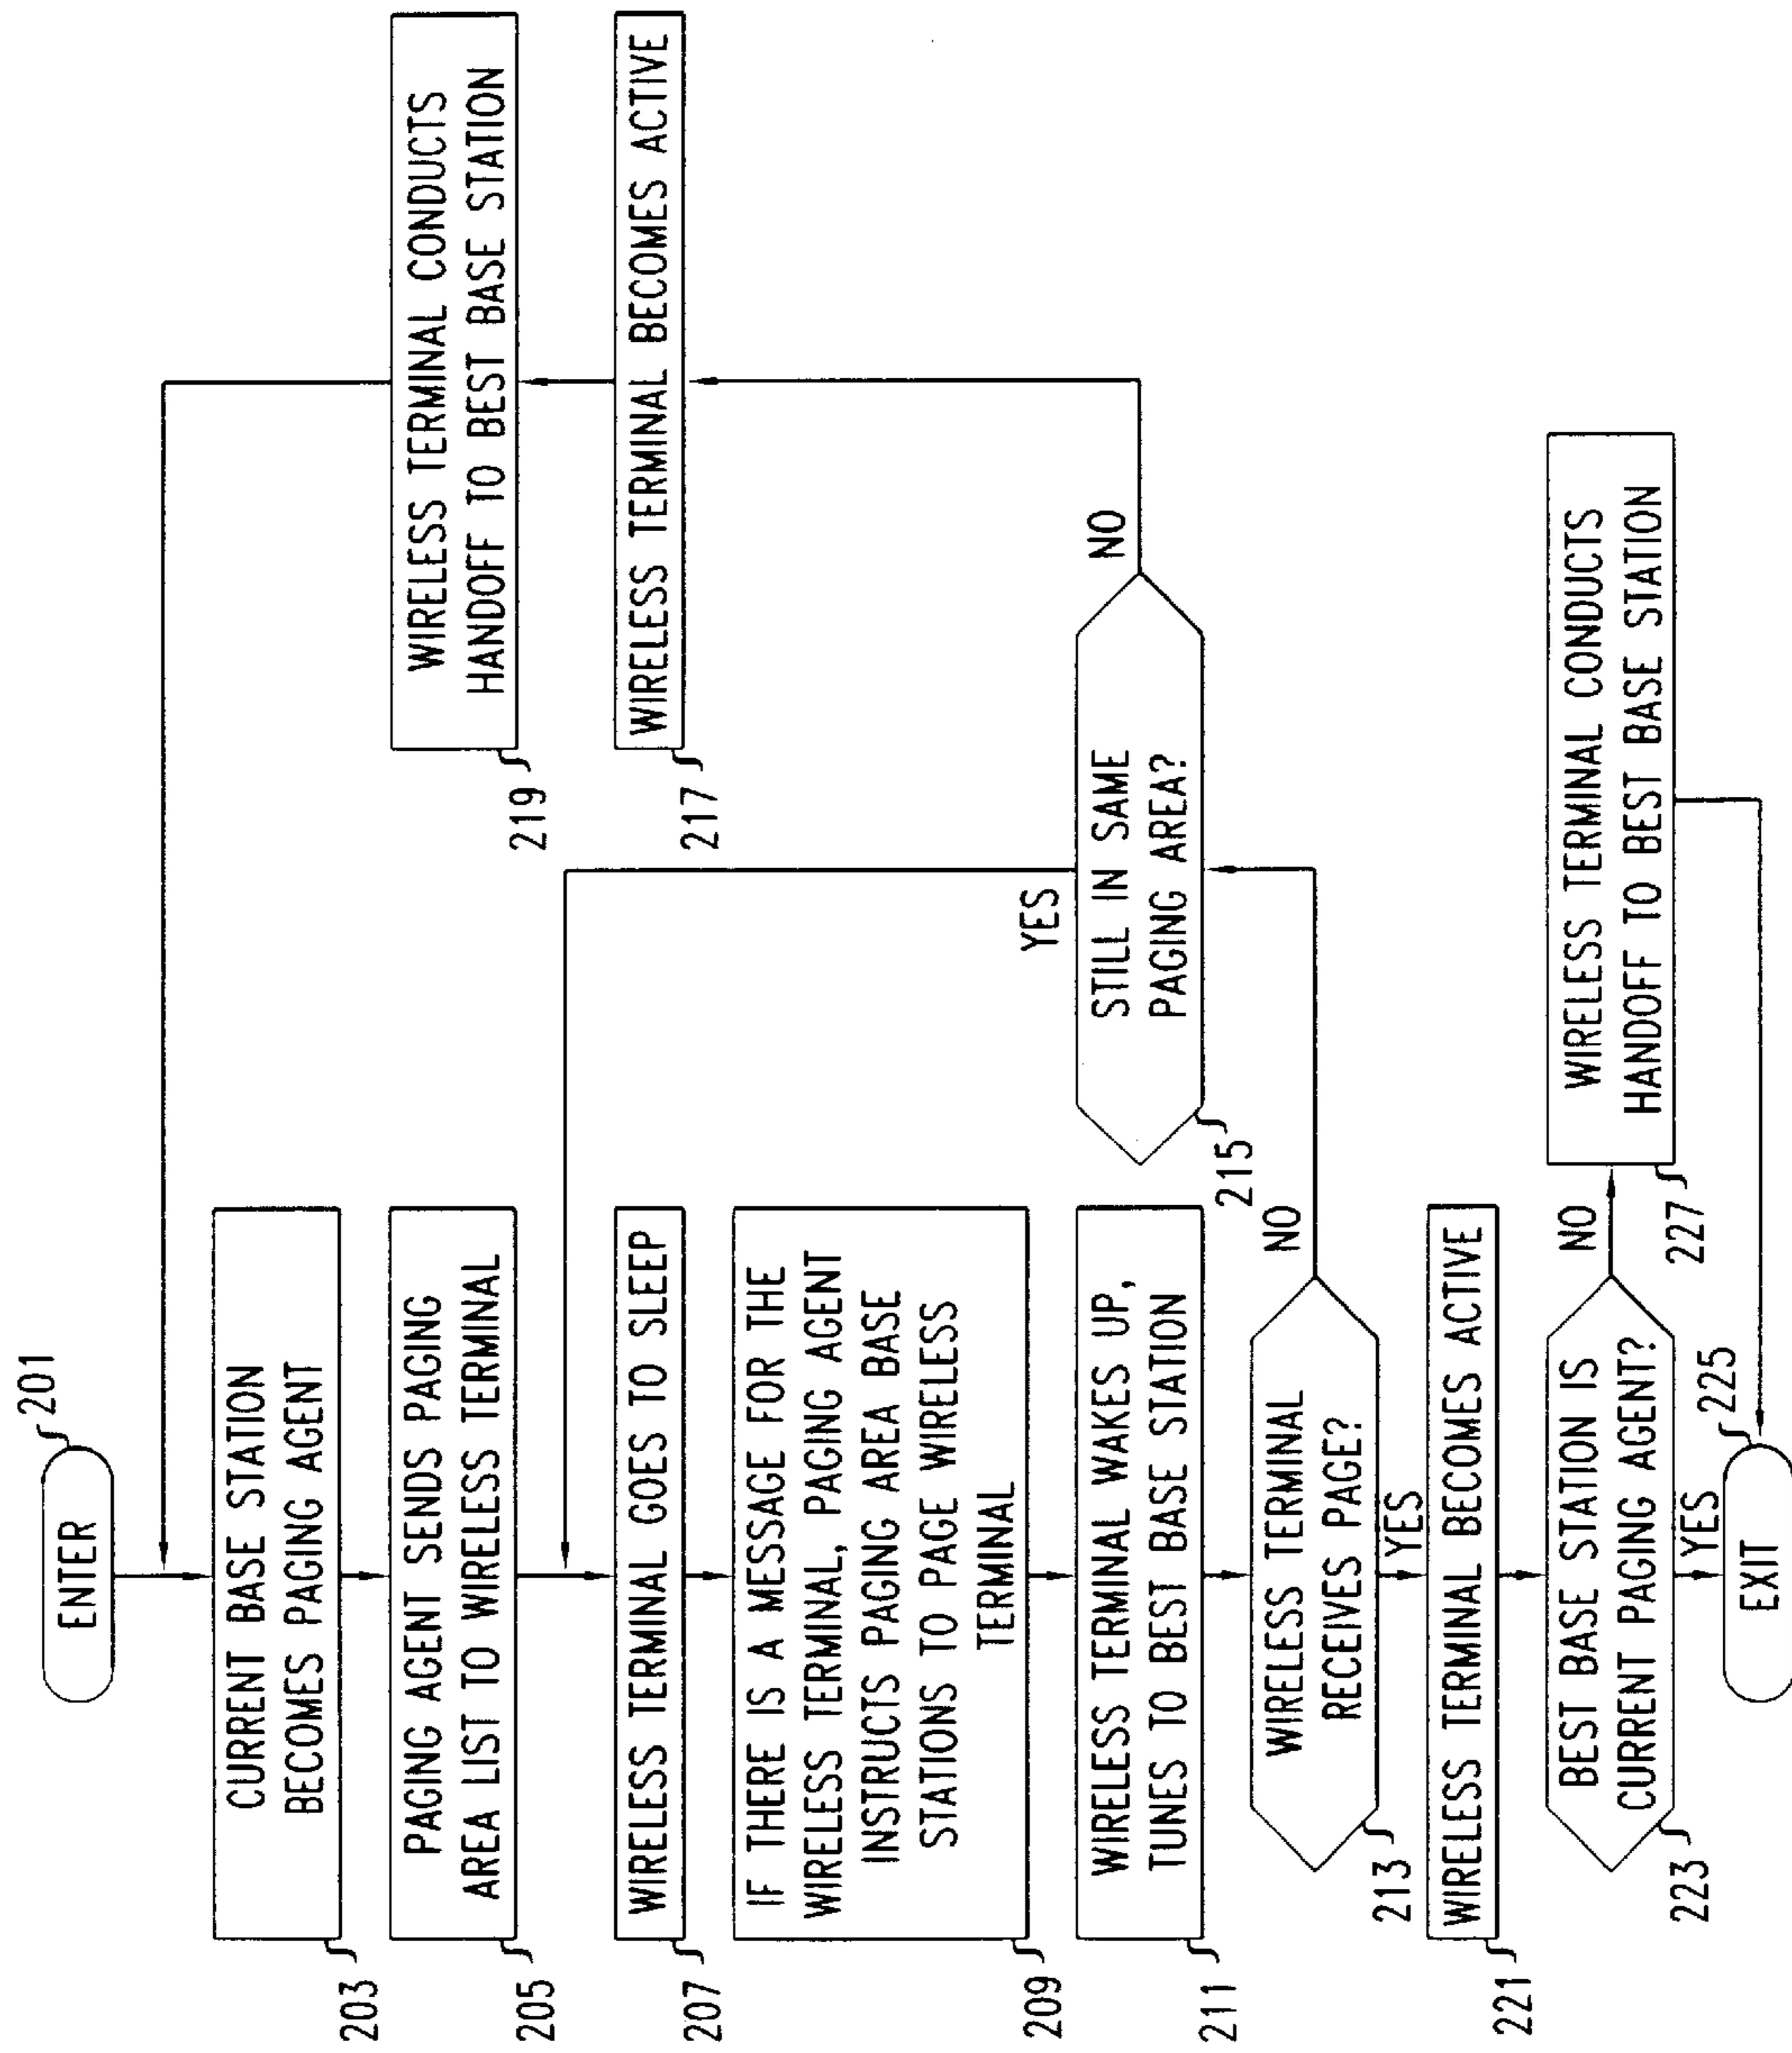 ENTER
201
CURRENT BASE STATION
BECOMES PAGING AGENT
203
PAGING AGENT SENDS PAGING
AREA LIST TO WIRELESS TERMINAL
205
WIRELESS TERMINAL GOES TO SLEEP
207
IF THERE IS A MESSAGE FOR THE
WIRELESS TERMINAL, PAGING AGENT
INSTRUCTS PAGING AREA BASE
STATIONS TO PAGE WIRELESS
TERMINAL
209
WIRELESS TERMINAL WAKES UP,
TUNES TO BEST BASE STATION
211
WIRELESS TERMINAL
RECEIVES PAGE?
213
NO
YES
STILL IN SAME
PAGING AREA?
215
YES
NO
WIRELESS TERMINAL BECOMES ACTIVE
217
WIRELESS TERMINAL CONDUCTS
HANDOFF TO BEST BASE STATION
219
WIRELESS TERMINAL BECOMES ACTIVE
221
BEST BASE STATION IS
CURRENT PAGING AGENT?
223
NO
YES
WIRELESS TERMINAL CONDUCTS
HANDOFF TO BEST BASE STATION
227
EXIT
225